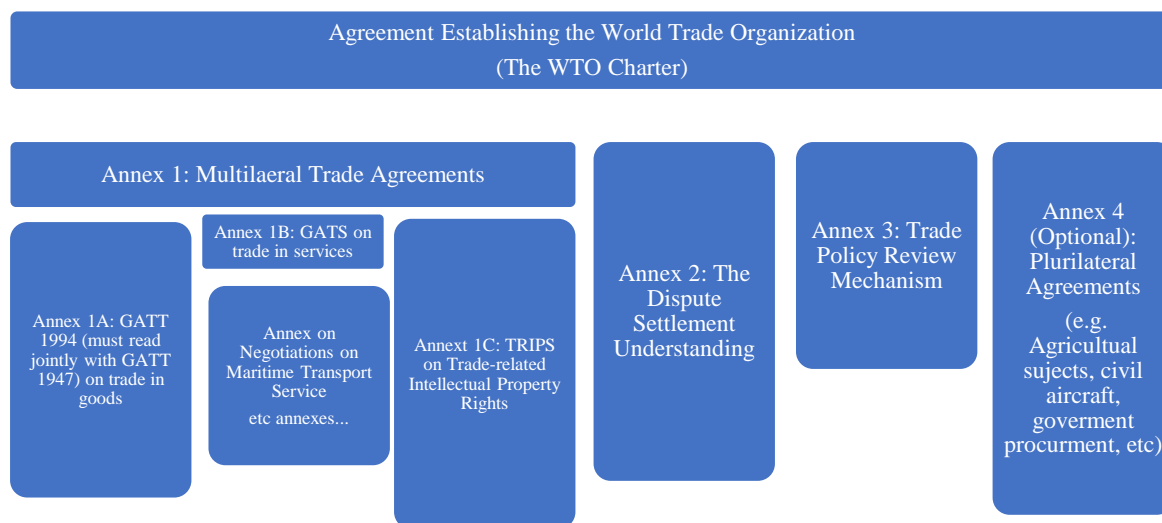 Agreement Establishing the World Trade Organization
(The WTO Charter)
Annex 1: Multilaeral Trade Agreements
Annex 1A: GATT
1994 (must read
jointly with GATT
1947) on trade in
goods
Annex 1B: GATS on
trade in services
Annex on
Negotiations on
Maritime Transport
Service
etc annexes...
Annext 1C: TRIPS
on Trade-related
Intellectual Property
Rights
Annex 2: The
Dispute
Settlement
Understanding
Annex 3: Trade
Policy Review
Mechanism
Annex 4
(Optional):
Plurilateral
Agreements
(e.g.
Agricultual
sujects, civil
aircraft,
goverment
procurment, etc)